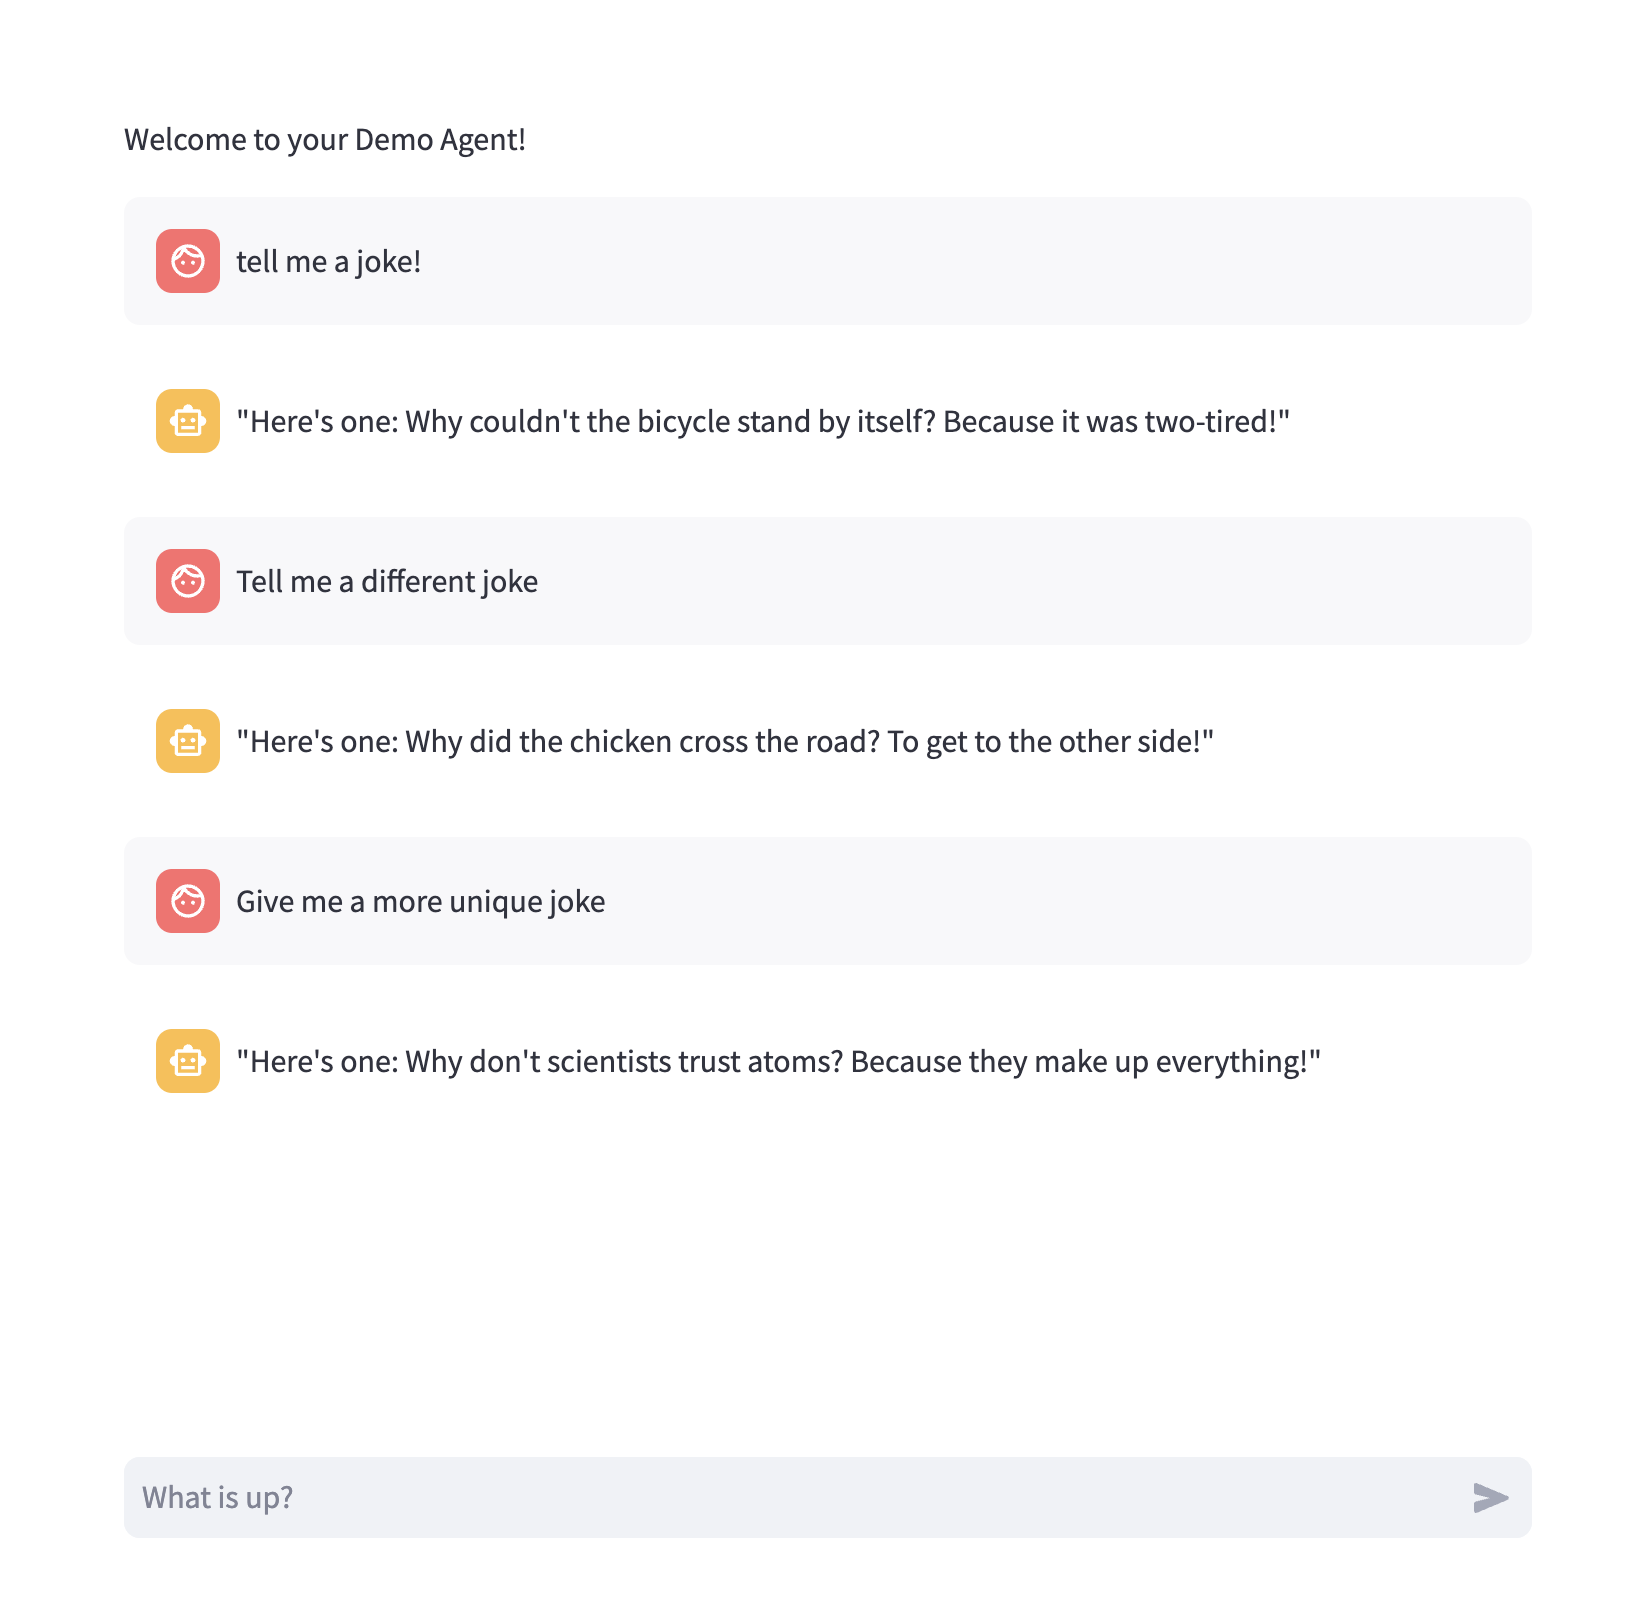 Welcome to your Demo Agent!
tell me a joke!
"Here's one: Why couldn't the bicycle stand by itself? Because it was two-tired!"
Tell me a different joke
"Here's one: Why did the chicken cross the road? To get to the other side!"
Give me a more unique joke
"Here's one: Why don't scientists trust atoms? Because they make up everything!"
What is up?